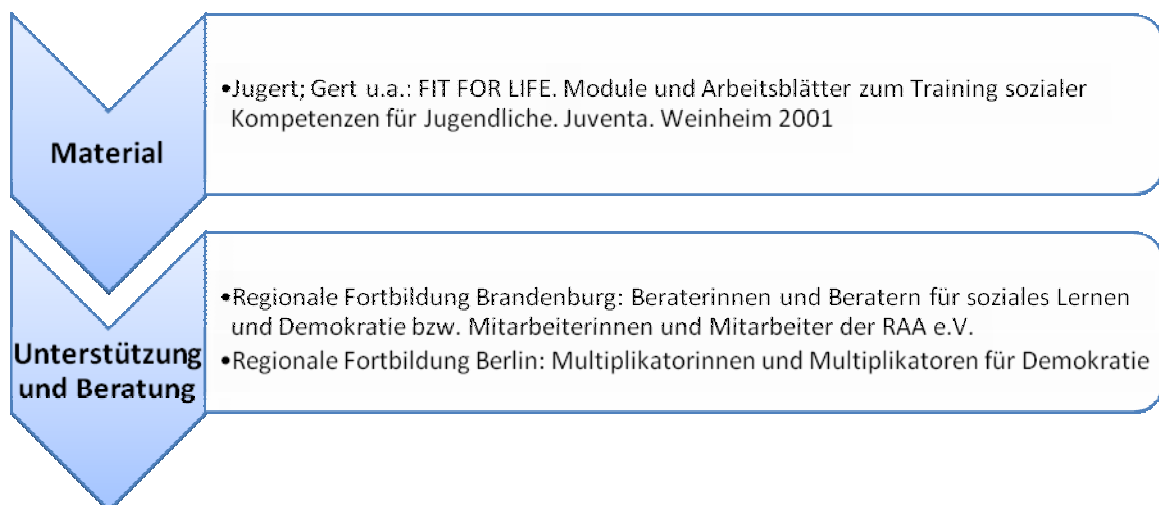 Material
•Jugert; Gert u.a.: FIT FOR LIFE. Module und Arbeitsblätter zum Training sozialer
Kompetenzen für Jugendliche. Juventa. Weinheim 2001
Unterstützung
und Beratung
•Regionale Fortbildung Brandenburg: Beraterinnen und Beratern für soziales Lernen
und Demokratie bzw. Mitarbeiterinnen und Mitarbeiter der RAA e.V.
•Regionale Fortbildung Berlin: Multiplikatorinnen und Multiplikatoren für Demokratie